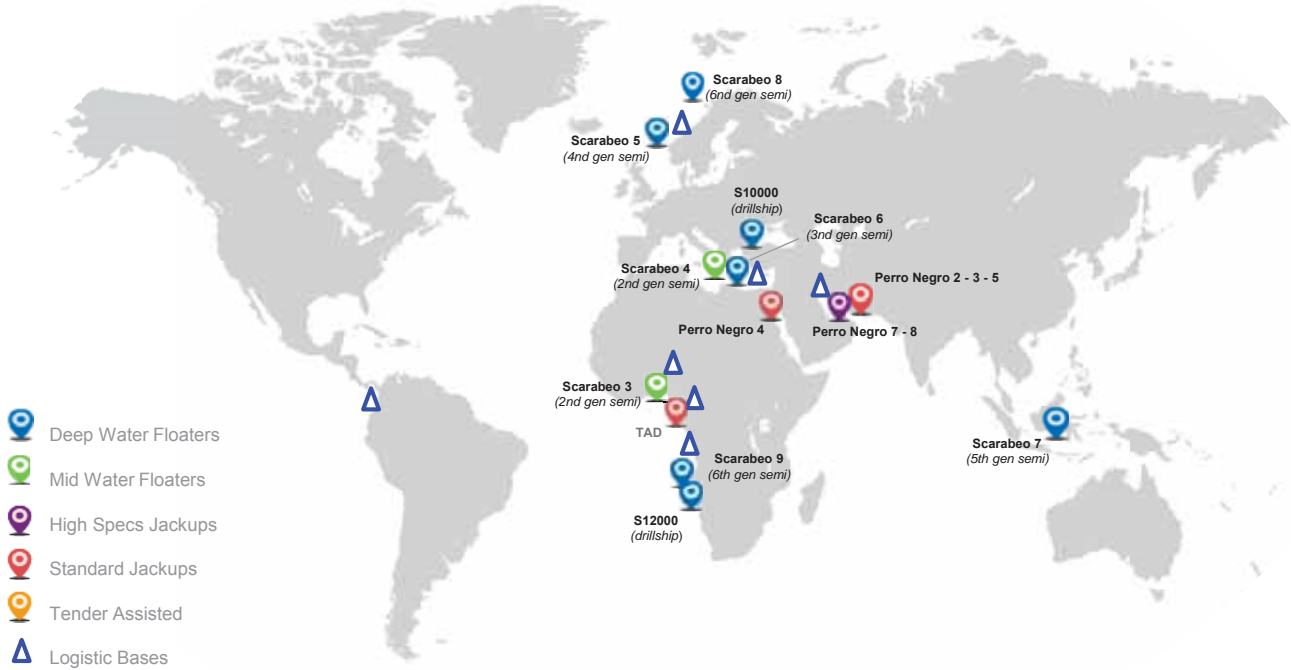 Scarabeo 8
(6nd gen semi)
Scarabeo 5
(4nd gen semi)
S10000
(drillship)
Scarabeo 6
(3nd gen semi)
Scarabeo 4
(2nd gen semi)
Perro Negro 2 - 3 - 5
Perro Negro 4
Perro Negro 7 - 8
Scarabeo 3
(2nd gen semi)
TAD
Scarabeo 9
(6th gen semi)
Scarabeo 7
(5th gen semi)
S12000
(drillship)
Deep Water Floaters
Mid Water Floaters
High Specs Jackups
Standard Jackups
Tender Assisted
Logistic Bases